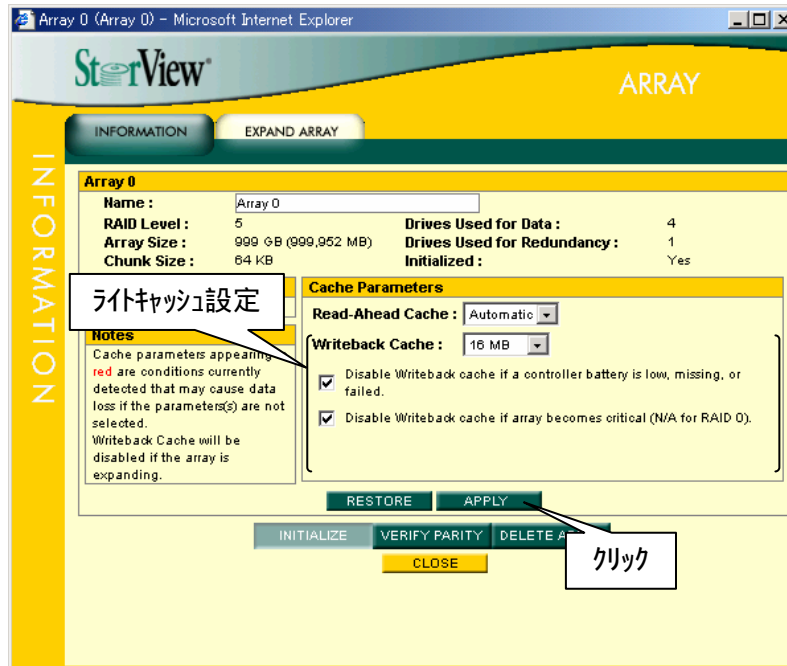 Array 0 (Array 0) - Microsoft Internet Explorer
StorView
ARRAY
INFORMATION
EXPAND ARRAY
INFORMATION
Array 0
Name : Array 0
RAID Level : 5
Drives Used for Data : 4
Array Size : 999 GB (999,952 MB)
Drives Used for Redundancy : 1
Chunk Size : 64 KB
Initialized : Yes
ライトキャッシュ設定
Cache Parameters
Read-Ahead Cache : Automatic
Writeback Cache : 16 MB
Disable Writeback cache if a controller battery is low, missing, or
failed.
Disable Writeback cache if array becomes critical (N/A for RAID 0).
Notes
Cache parameters appearing
red are conditions currently
detected that may cause data
loss if the parameters(s) are not
selected.
Writeback Cache will be
disabled if the array is
expanding.
RESTORE
APPLY
INITIALIZE
VERIFY PARITY
DELETE
クリック
CLOSE